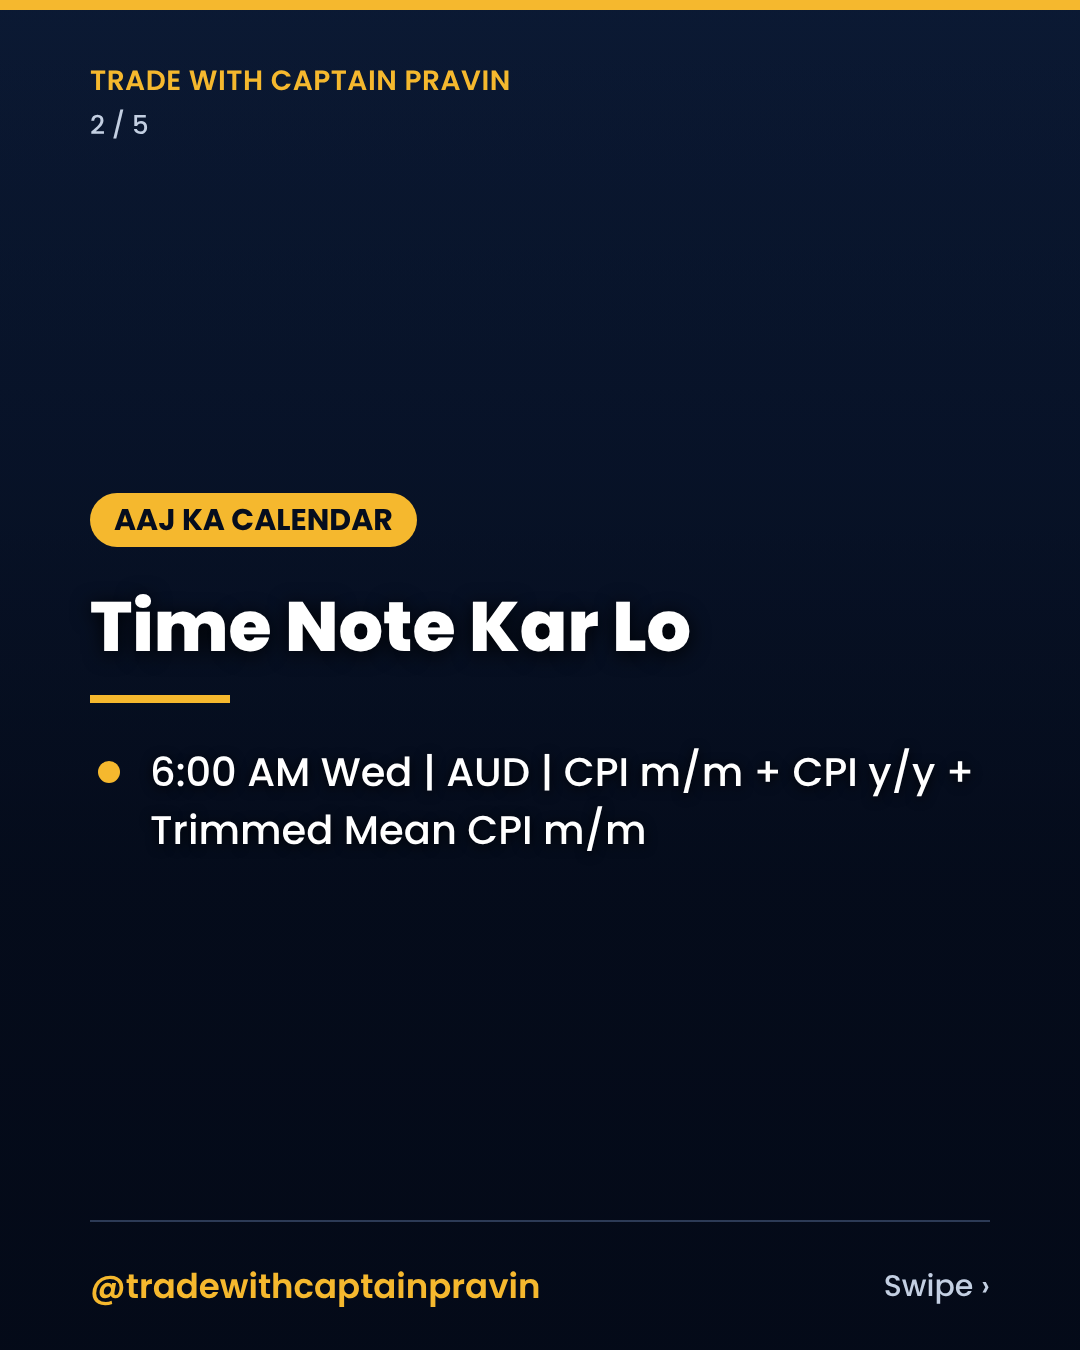 TRADE WITH CAPTAIN PRAVIN
2 / 5
AAJ KA CALENDAR
Time Note Kar Lo
6:00 AM Wed | AUD | CPI m/m + CPI y/y +
Trimmed Mean CPI m/m
@tradewithcaptainpravin
Swipe ›